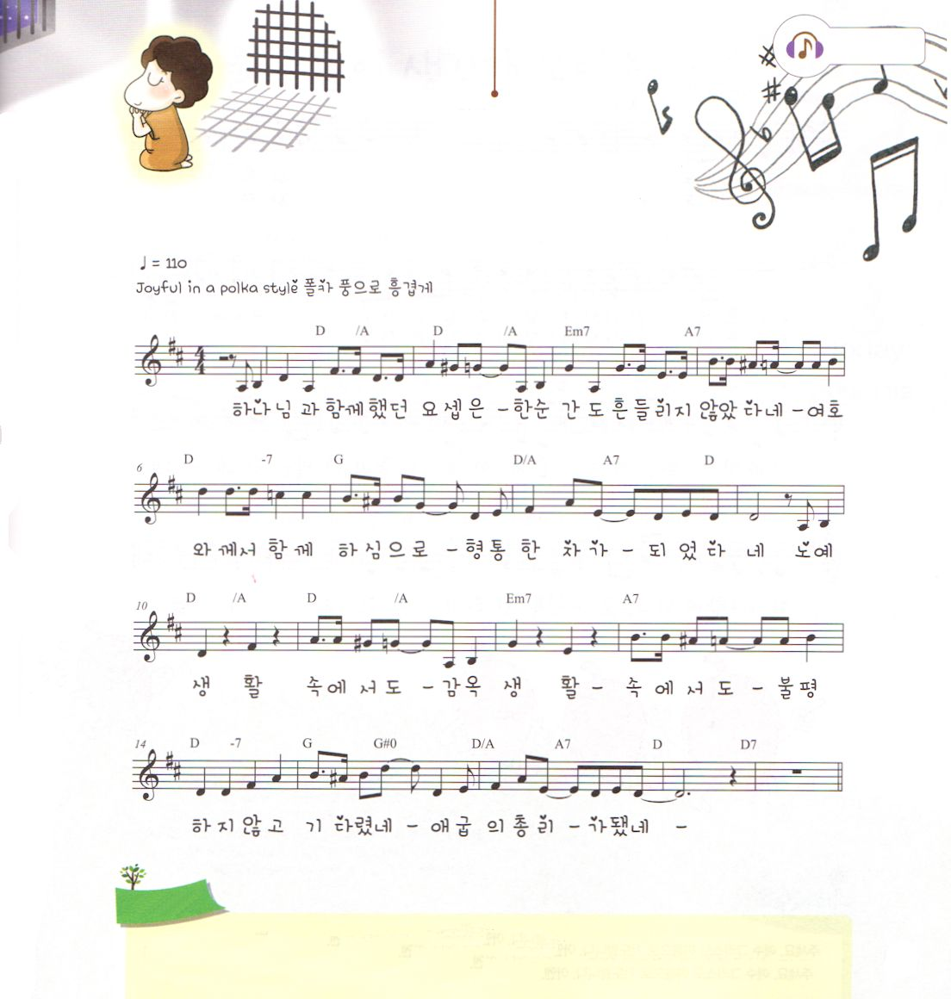 ♩= 110
Joyful in a polka style 폴카 풍으로 흥겹게
D /A D /A Em7 A7
4
4
하나님 과 함께 했던 요 셉 은 - 한순 간 도 흔 들 리지 않았 다네 - 여호
6 D -7 G D/A A7 D
와 께서 함 께 하 심으로 - 형통 한 자 가 - 되 었 다 네 노예
10 D /A D /A Em7 A7
생 활 속에 서 도 - 감옥 생 활 - 속 에 서 도 - 불 평
14 D -7 G G#0 D/A A7 D D7
하 지 않 고 기 다렸네 - 애 굽 의 총 리 - 가됐네 -